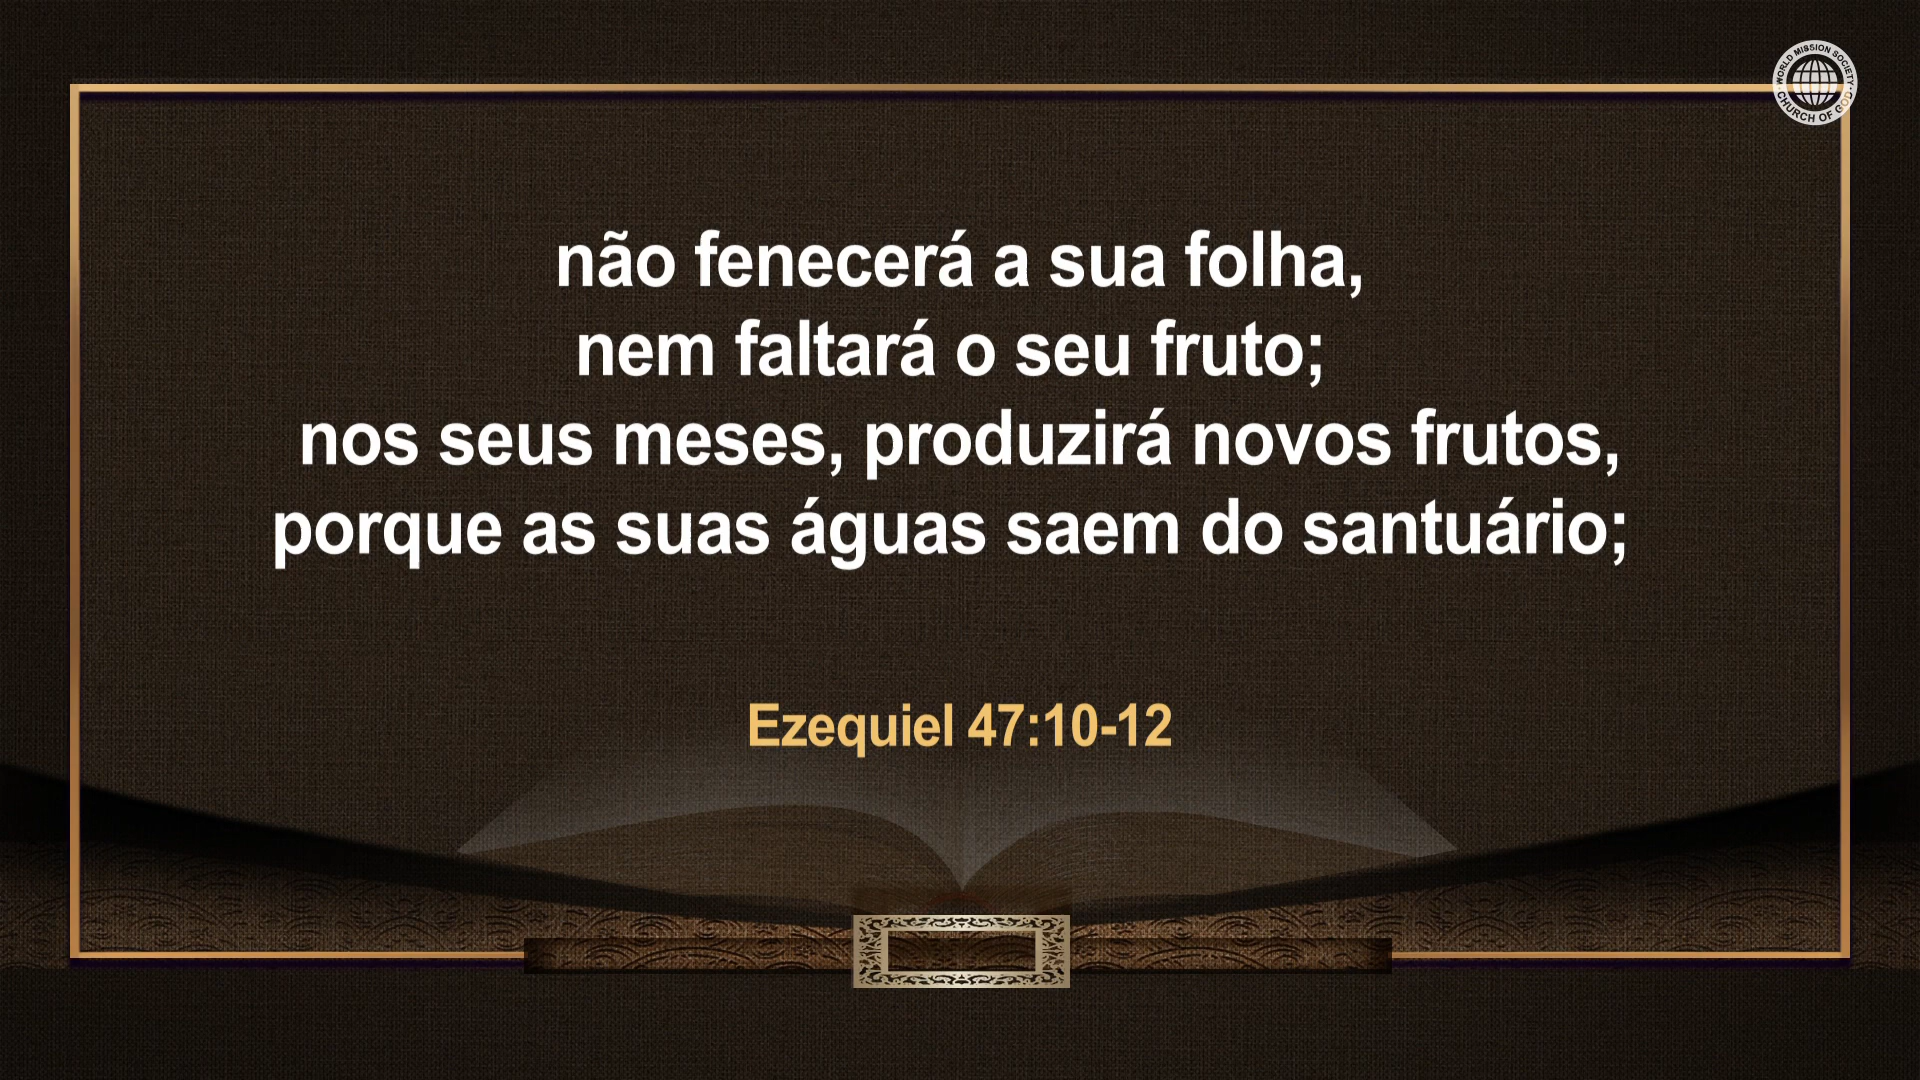 WORLD MISSION SOCIETY
CHURCH OF GOD
não fenecerá a sua folha,
nem faltará o seu fruto;
nos seus meses, produzirá novos frutos,
porque as suas águas saem do santuário;
Ezequiel 47:10-12